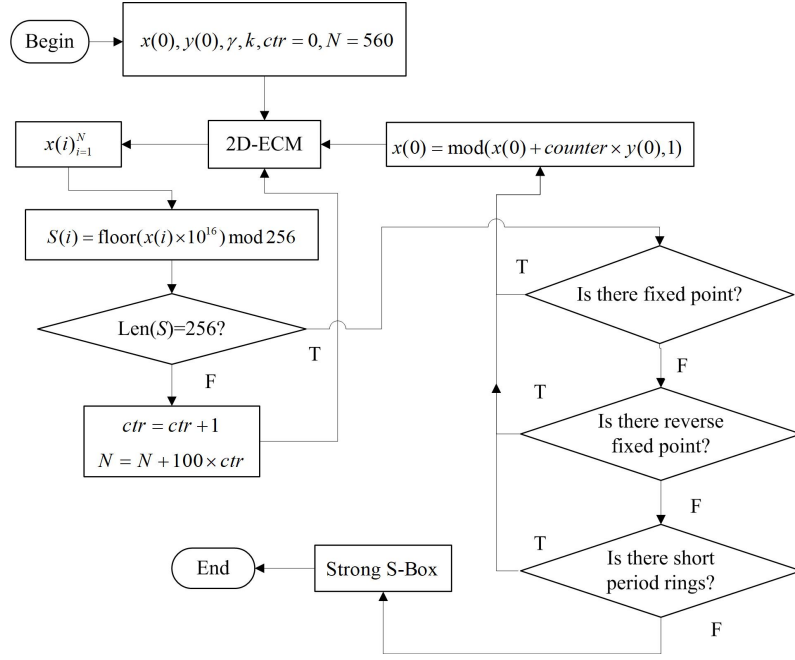 Begin
x(0), y(0), γ, k, ctr = 0, N = 560
x(i)_{i=1}^{N}
2D-ECM
x(0) = mod(x(0) + counter × y(0),1)
S(i) = floor(x(i)×10^{16}) mod 256
T
Is there fixed point?
Len(S)=256?
T
F
F
ctr = ctr +1
N = N +100× ctr
T
Is there reverse
fixed point?
F
T
Is there short
period rings?
End
Strong S-Box
F